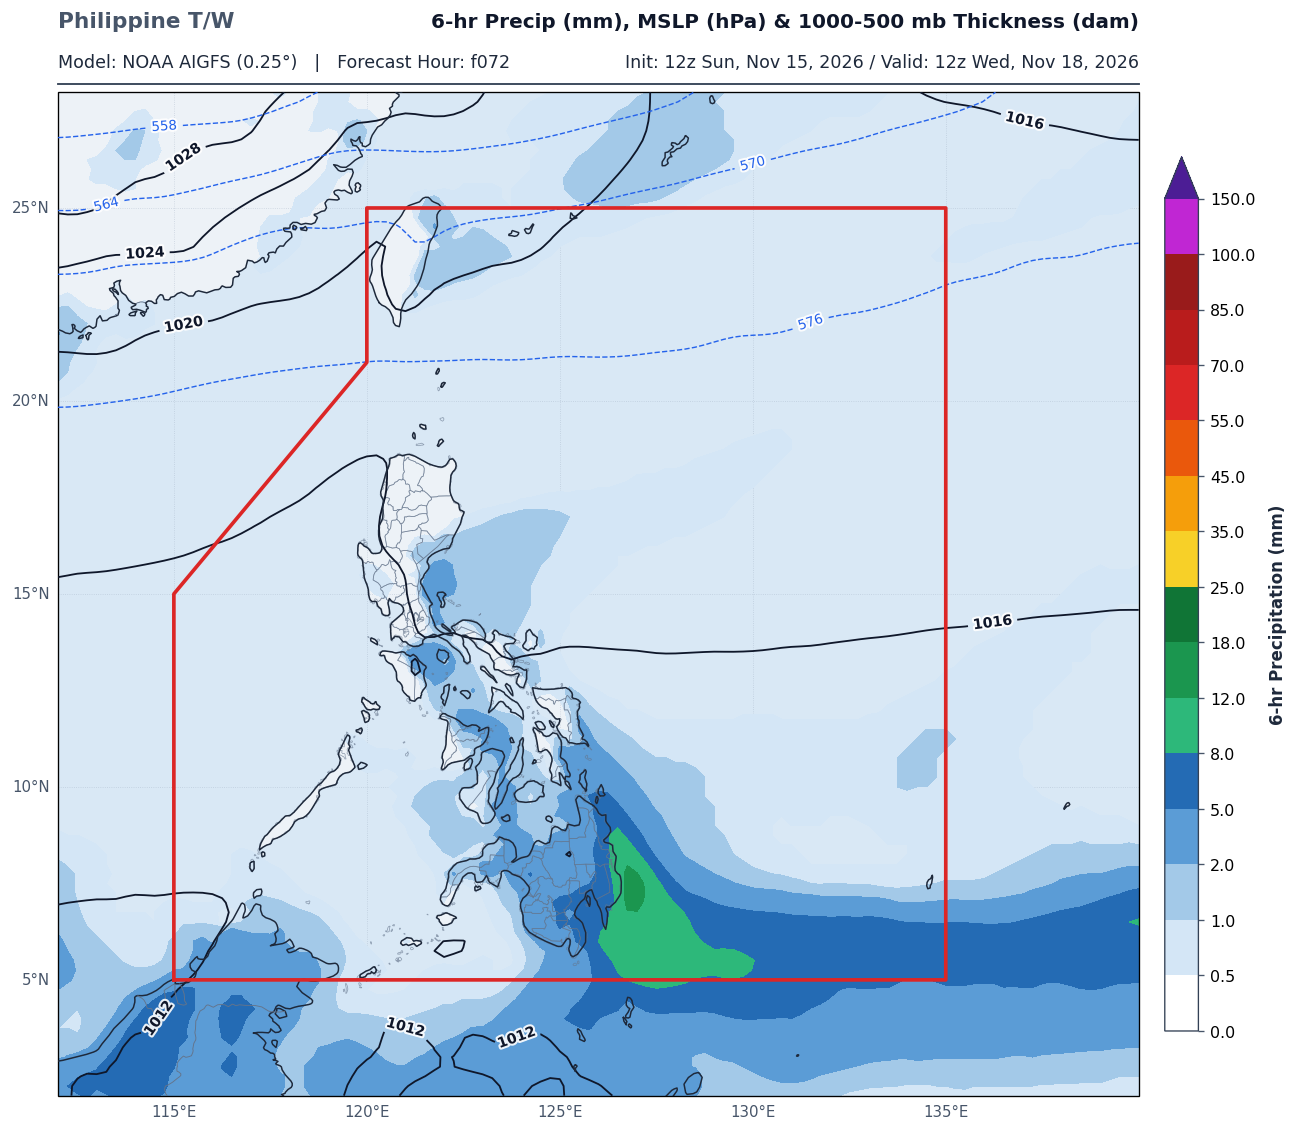 Philippine T/W
6-hr Precip (mm), MSLP (hPa) & 1000-500 mb Thickness (dam)
Model: NOAA AIGFS (0.25°) | Forecast Hour: f072
Init: 12z Sun, Nov 15, 2026 / Valid: 12z Wed, Nov 18, 2026
558
1028
564
1024
1020
570
1016
576
1016
1012
1012
1012
25°N
20°N
15°N
10°N
5°N
115°E
120°E
125°E
130°E
135°E
150.0
100.0
85.0
70.0
55.0
45.0
35.0
25.0
18.0
12.0
8.0
5.0
2.0
1.0
0.5
0.0
6-hr Precipitation (mm)